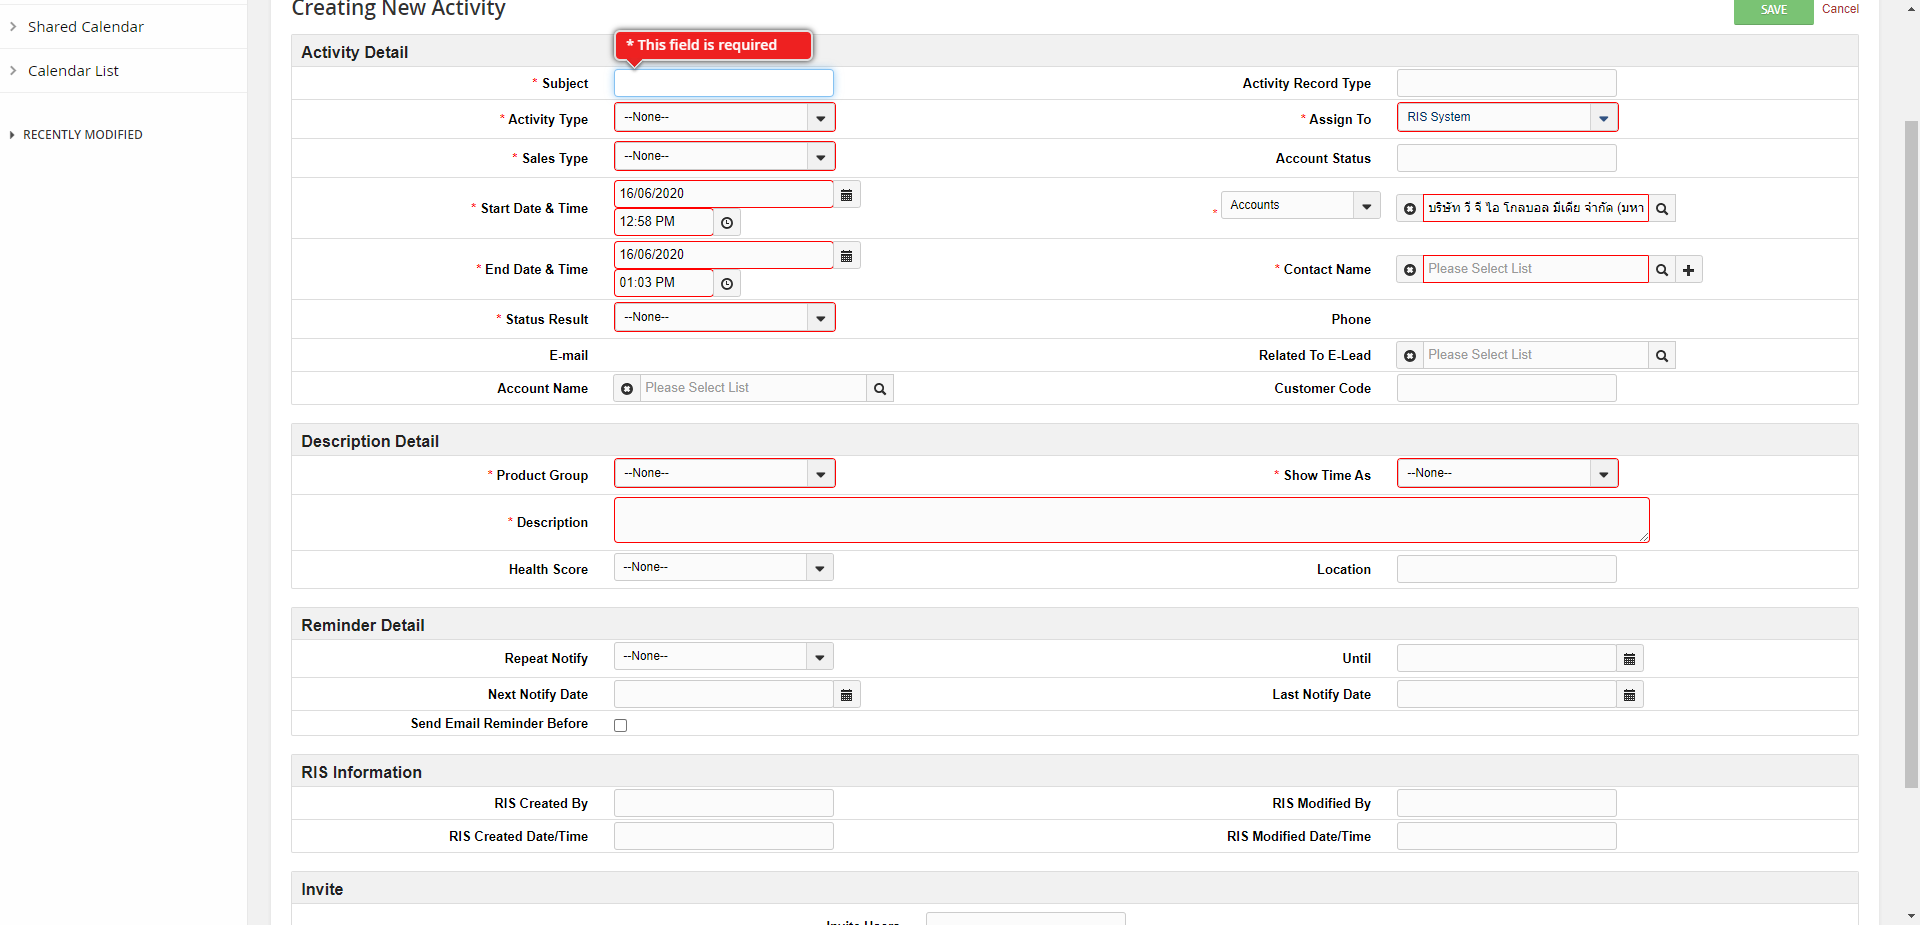 Creating New Activity
SAVE
Cancel
Shared Calendar
Calendar List
RECENTLY MODIFIED
Activity Detail
* This field is required
* Subject
Activity Record Type
* Activity Type --None--
* Assign To RIS System
* Sales Type --None--
Account Status
* Start Date & Time 16/06/2020
12:58 PM
* Accounts บริษัท วี จี ไอ โกลบอล มีเดีย จำกัด (มหา
* End Date & Time 16/06/2020
01:03 PM
* Contact Name Please Select List
* Status Result --None--
Phone
E-mail
Related To E-Lead Please Select List
Account Name Please Select List
Customer Code
Description Detail
* Product Group --None--
* Show Time As --None--
* Description
Health Score --None--
Location
Reminder Detail
Repeat Notify --None--
Until
Next Notify Date
Last Notify Date
Send Email Reminder Before
RIS Information
RIS Created By
RIS Modified By
RIS Created Date/Time
RIS Modified Date/Time
Invite
Invite Users